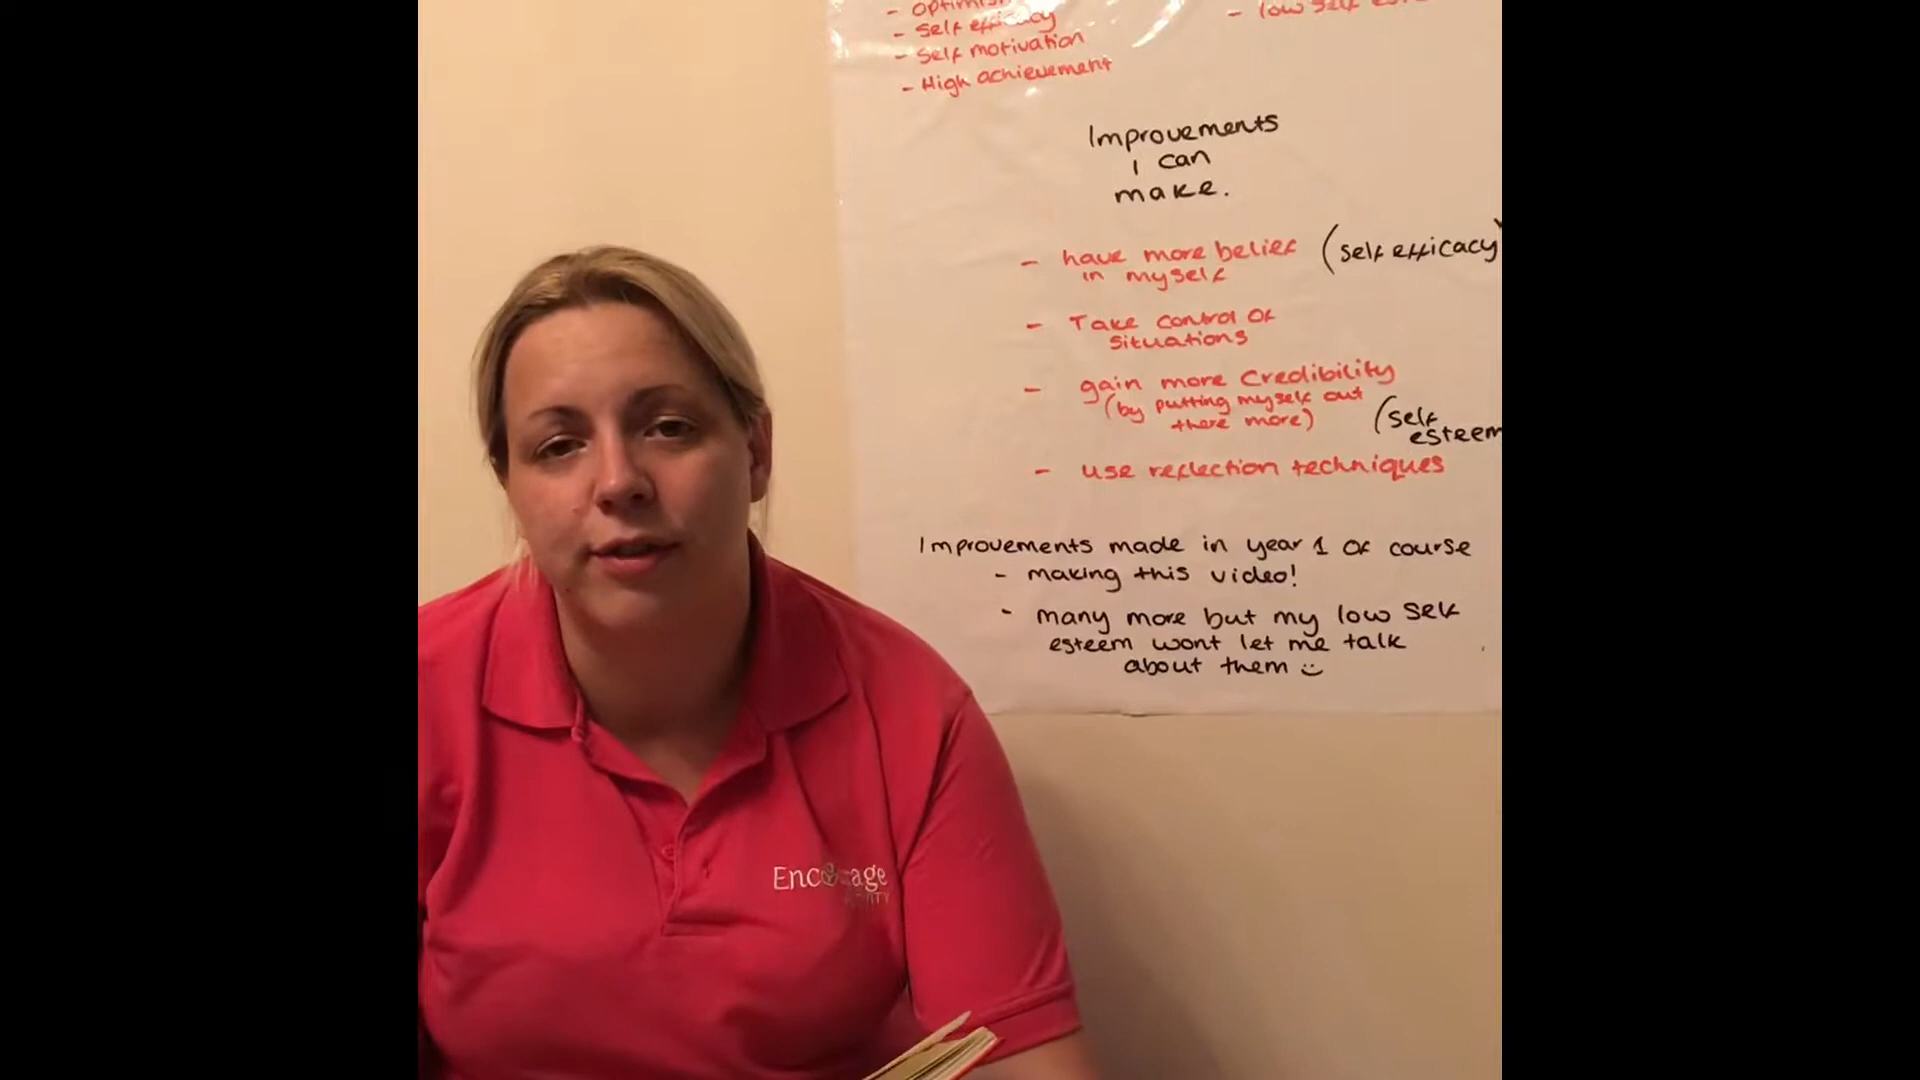 - Self efficacy
- low self
- Self motivation
- High achievement
Improvements
I can
make.
- have more belief (self efficacy
in myself
- Take control of
situations
- gain more credibility
(by putting myself out
there more) (self
esteem
- use reflection techniques
Improvements made in year 1 of course
- making this video!
- many more but my low self
esteem wont let me talk
about them
Encourage